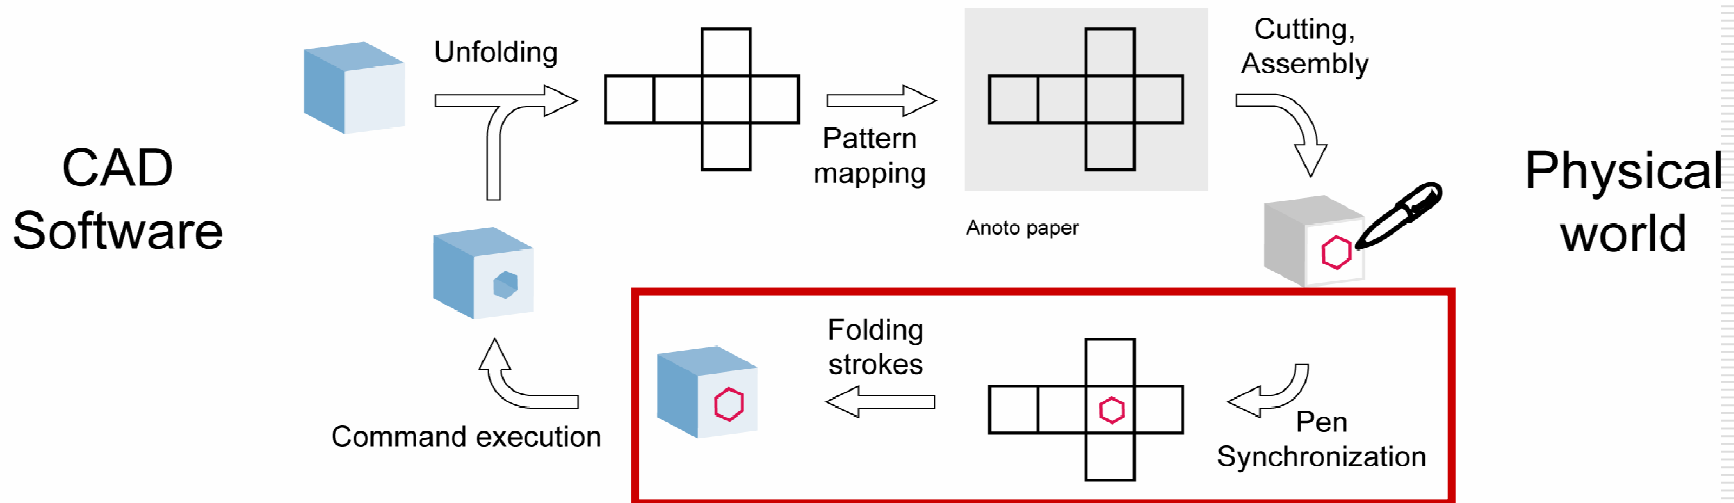 CAD
Software
Unfolding
Pattern
mapping
Anoto paper
Cutting,
Assembly
Physical
world
Pen
Synchronization
Folding
strokes
Command execution